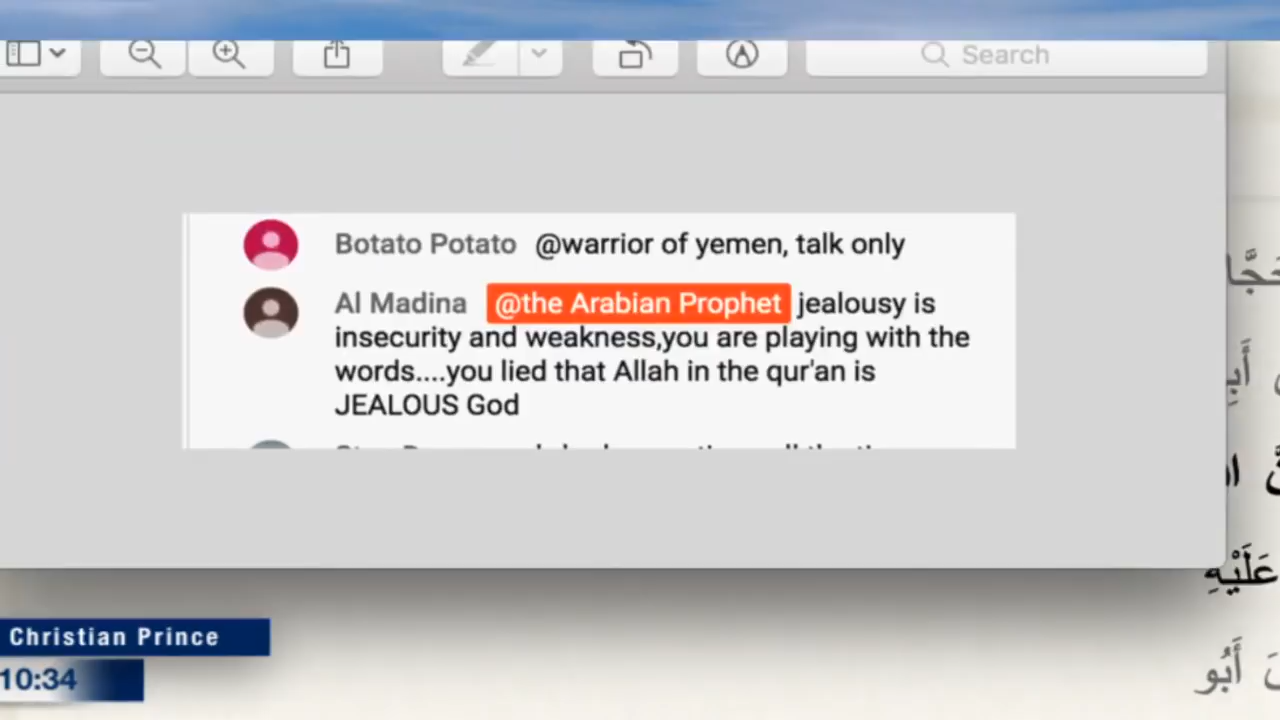 Search
Botato Potato @warrior of yemen, talk only
Al Madina @the Arabian Prophet jealousy is
insecurity and weakness,you are playing with the
words....you lied that Allah in the qur'an is
JEALOUS God
عَلَيْهِ
أَبُو
Christian Prince
10:34